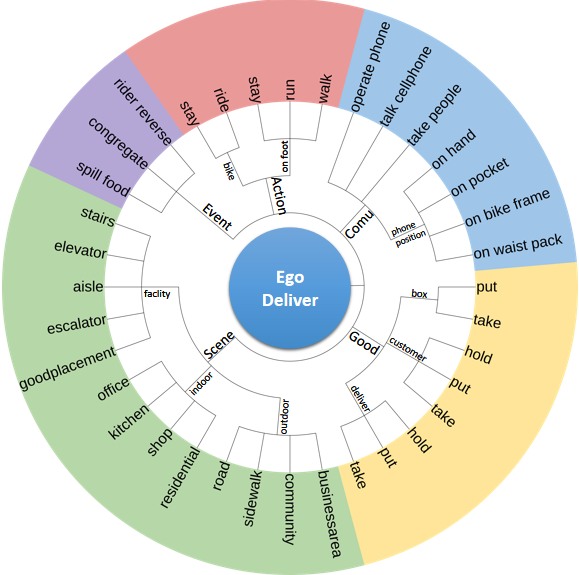 Ego
Deliver
Action
bike
stay
ride
on foot
stay
run
walk
Comu
operate phone
talk cellphone
take people
phone
position
on hand
on pocket
on bike frame
on waist pack
Good
box
put
take
customer
hold
put
take
deliver
hold
put
take
Scene
outdoor
businessarea
community
sidewalk
road
indoor
residential
shop
kitchen
office
faclity
goodplacement
escalator
aisle
elevator
stairs
Event
spill food
congregate
rider reverse